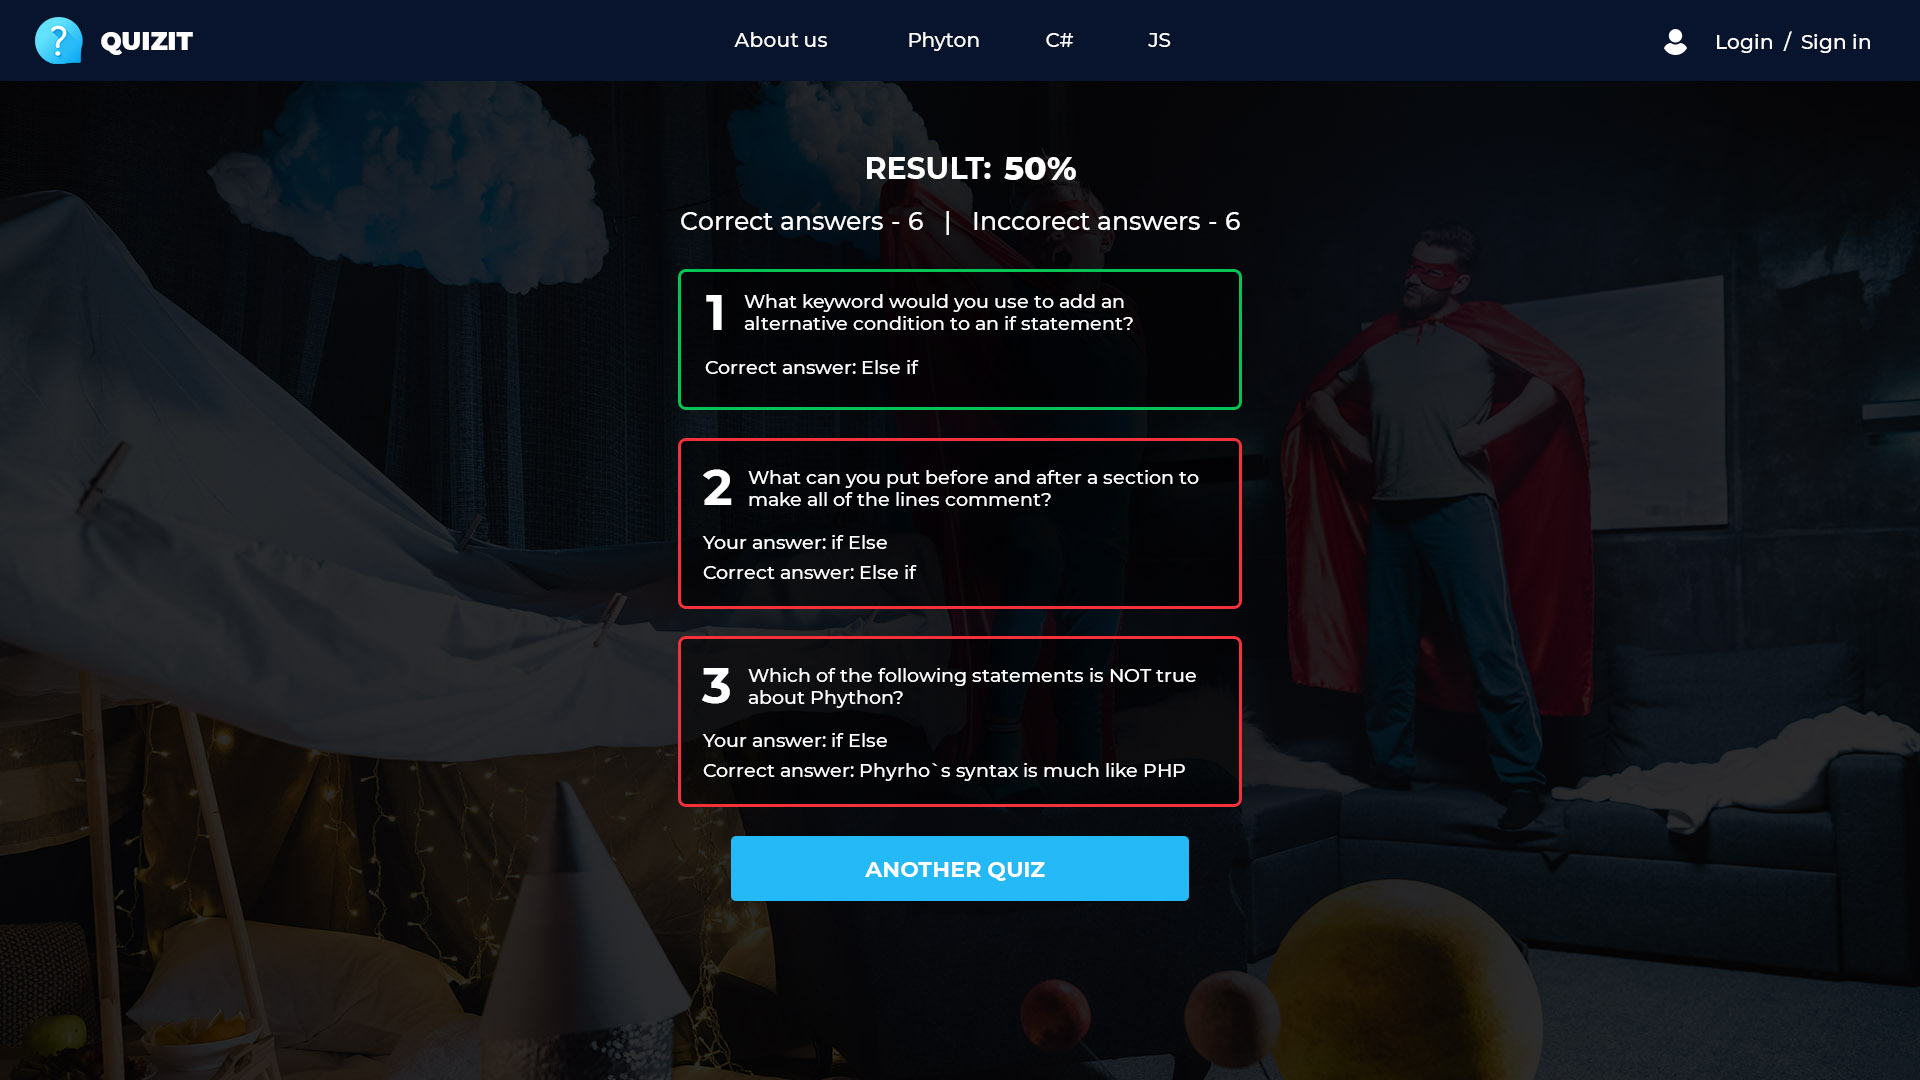 QUIZIT
About us Phyton C# JS
Login / Sign in
RESULT: 50%
Correct answers - 6 | Inccorect answers - 6
1 What keyword would you use to add an
alternative condition to an if statement?
Correct answer: Else if
2 What can you put before and after a section to
make all of the lines comment?
Your answer: if Else
Correct answer: Else if
3 Which of the following statements is NOT true
about Phython?
Your answer: if Else
Correct answer: Phyrho`s syntax is much like PHP
ANOTHER QUIZ